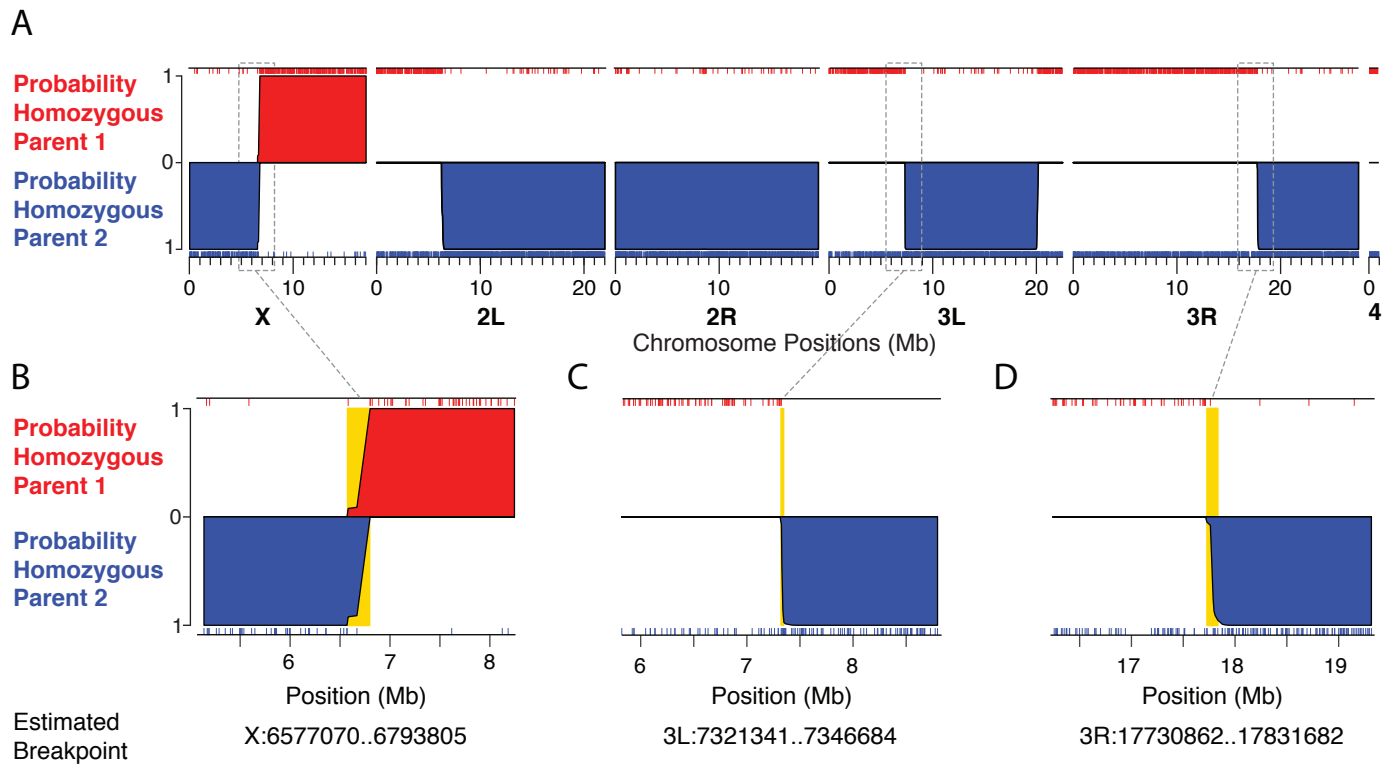 A
Probability
Homozygous
Parent 1
Probability
Homozygous
Parent 2
1
0
1
0 10 0 10 20 0 10 0 10 20 0 10 20 0
X 2L 2R 3L 3R 4
Chromosome Positions (Mb)
B C D
Probability
Homozygous
Parent 1
Probability
Homozygous
Parent 2
1
0
1
6 7 8 6 7 8 17 18 19
Position (Mb) Position (Mb) Position (Mb)
Estimated
Breakpoint
X:6577070..6793805 3L:7321341..7346684 3R:17730862..17831682